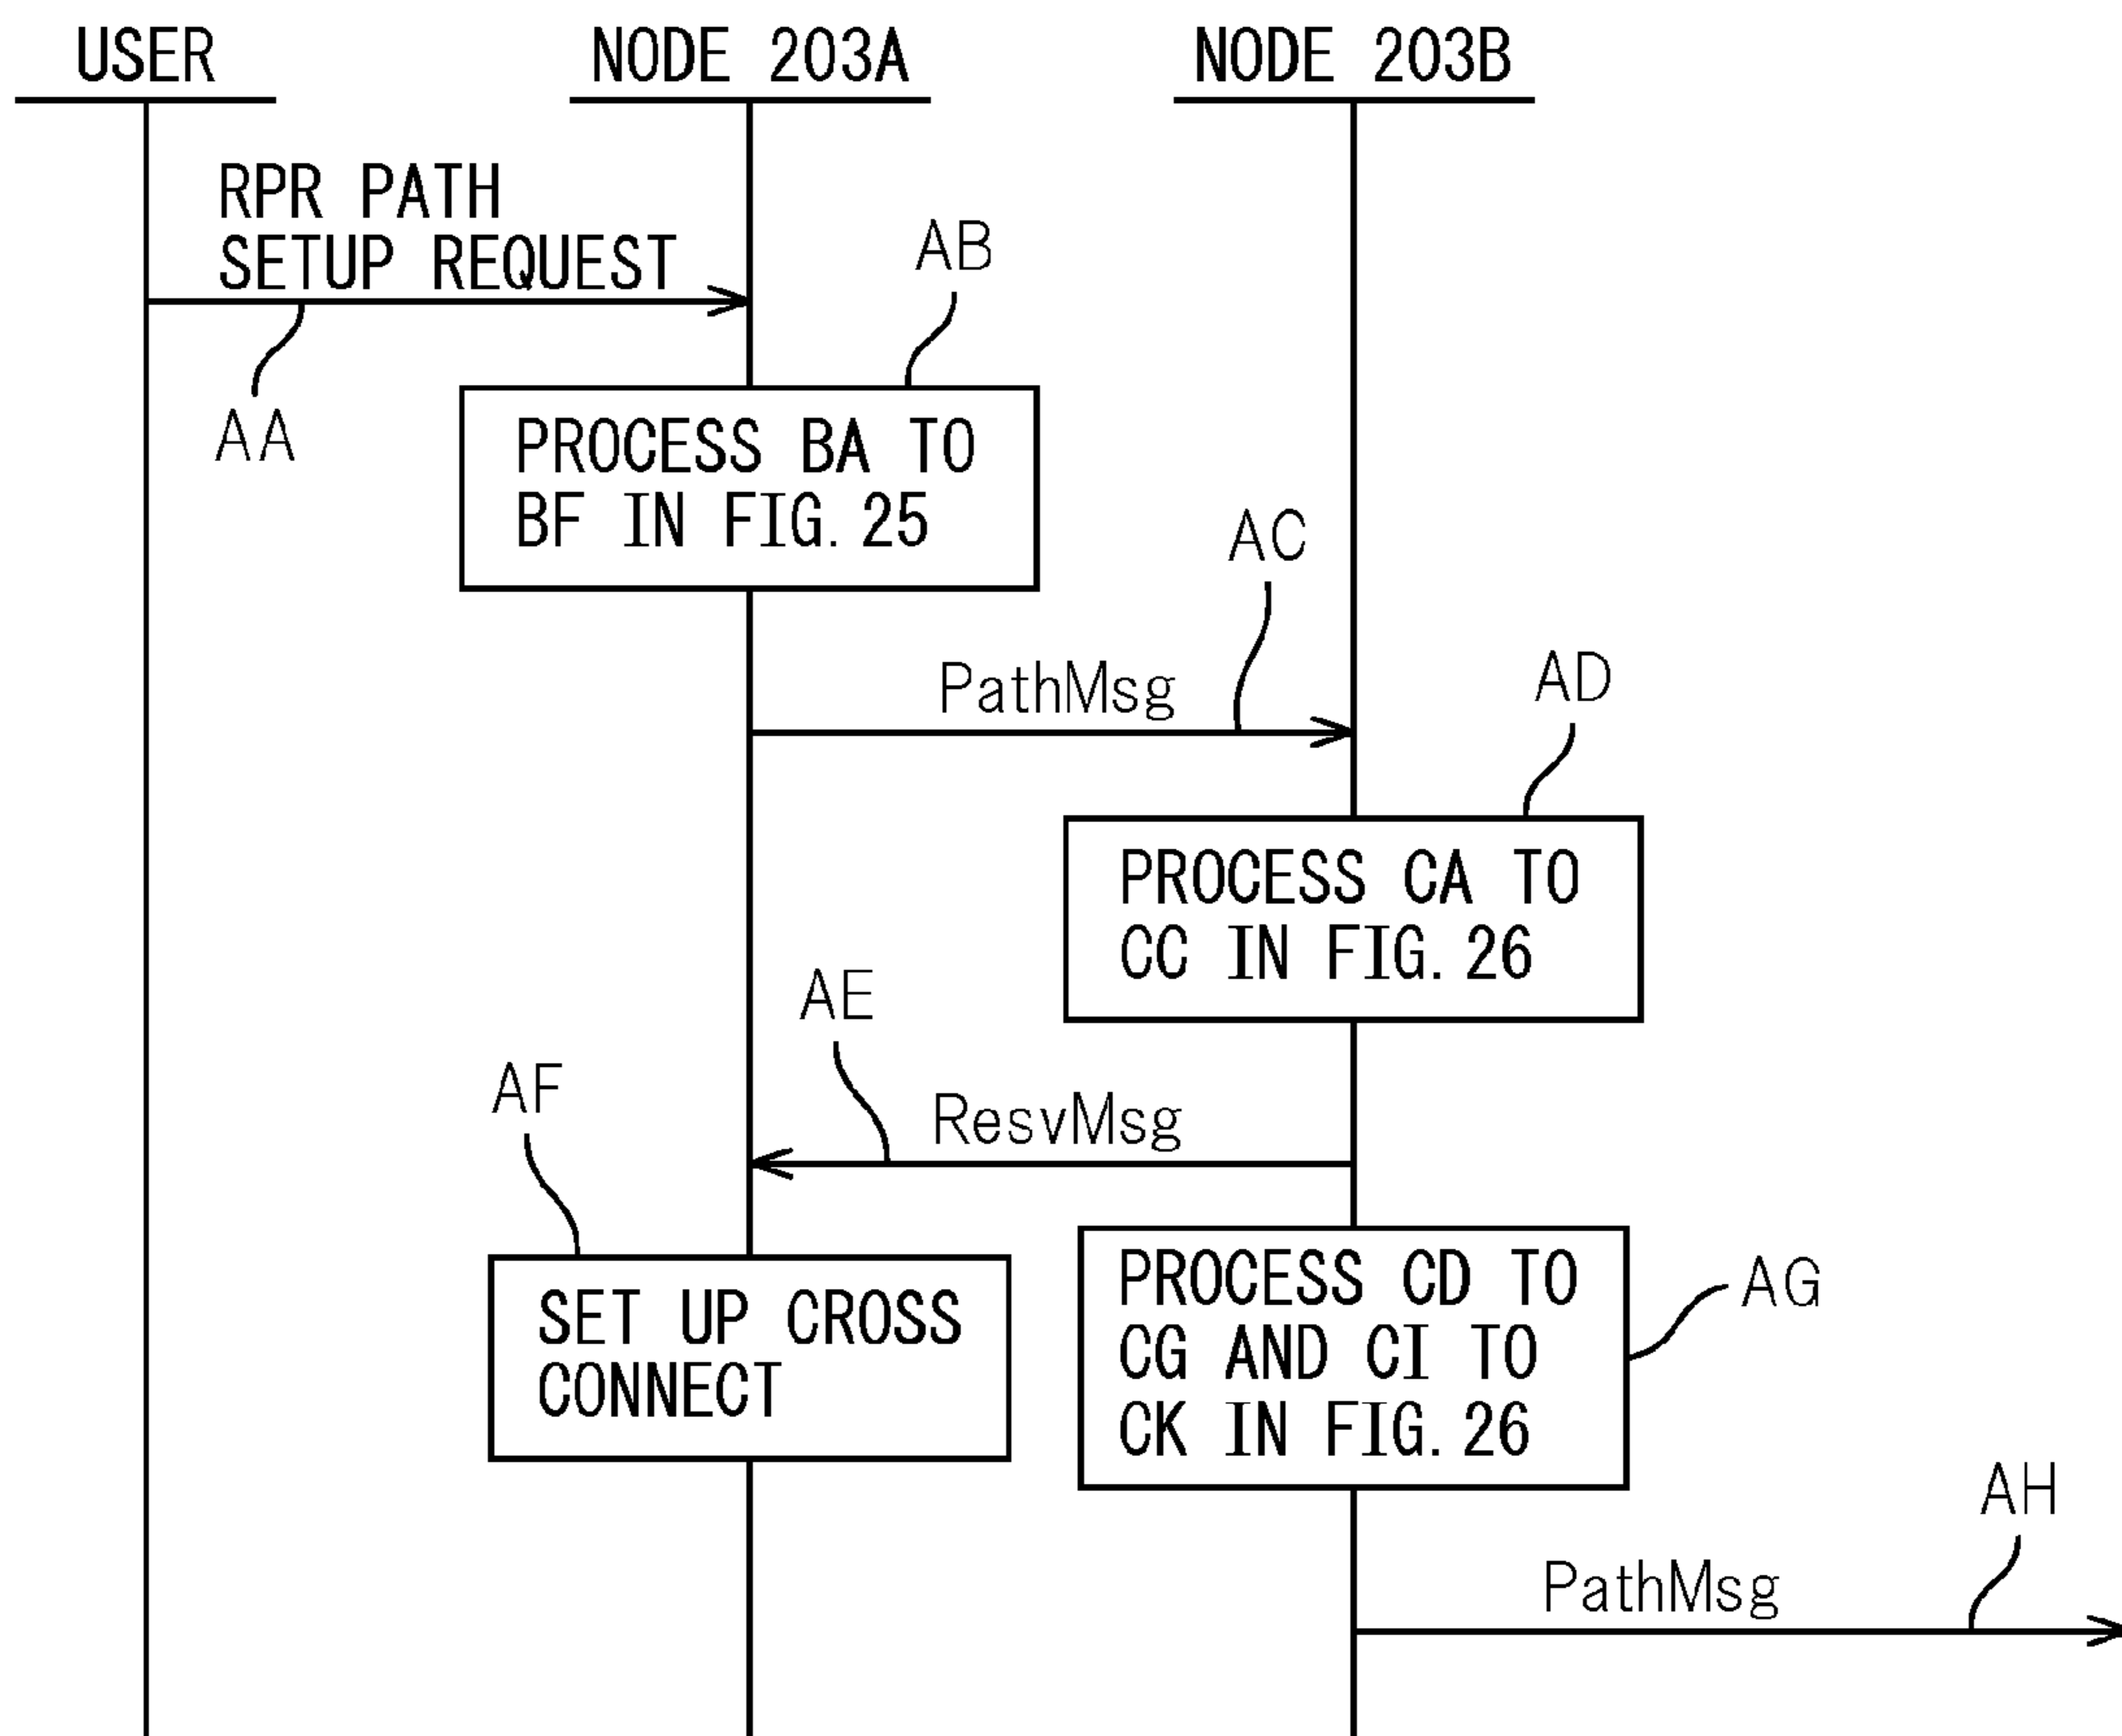 USER
NODE 203A
NODE 203B
RPR PATH
SETUP REQUEST
AA
AB
PROCESS BA TO
BF IN FIG. 25
AC
PathMsg
AD
PROCESS CA TO
CC IN FIG. 26
AE
ResvMsg
AF
SET UP CROSS
CONNECT
PROCESS CD TO
CG AND CI TO
CK IN FIG. 26
AG
AH
PathMsg